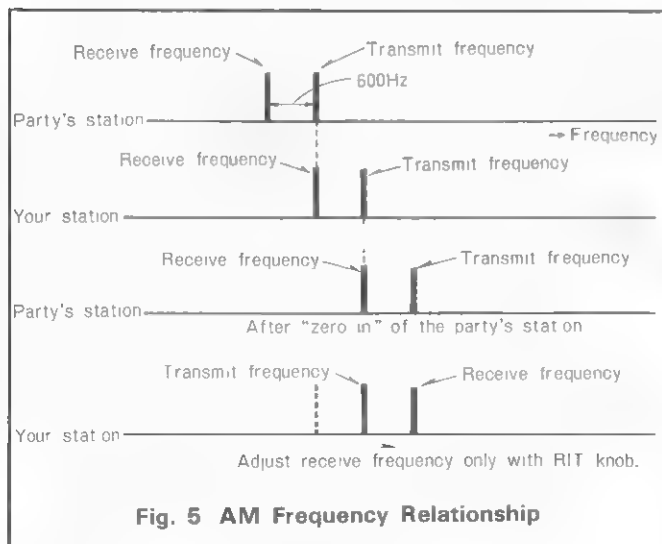 Receive frequency Transmit frequency
600Hz
Party's station
→ Frequency
Receive frequency Transmit frequency
Your station
Receive frequency Transmit frequency
Party's station
After "zero in" of the party's station
Transmit frequency Receive frequency
Your station
Adjust receive frequency only with RIT knob.
Fig. 5 AM Frequency Relationship